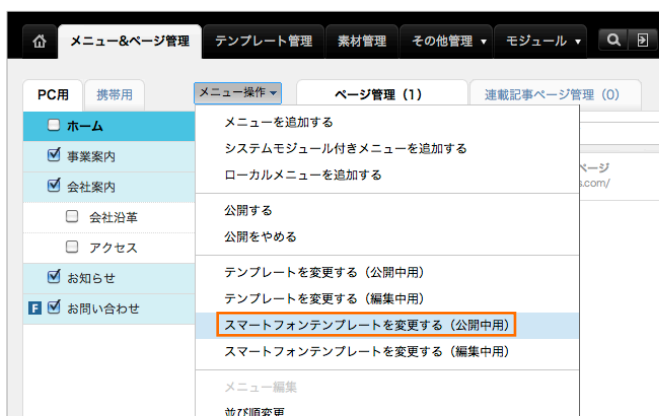 メニュー&ページ管理 テンプレート管理 素材管理 その他管理 ▼ モジュール ▼
PC用 携帯用 メニュー操作 ▼ ページ管理 (1) 連載記事ページ管理 (0)
ホーム
事業案内
会社案内
会社沿革
アクセス
お知らせ
F お問い合わせ
メニューを追加する
システムモジュール付きメニューを追加する
ローカルメニューを追加する
公開する
公開をやめる
テンプレートを変更する（公開中用）
テンプレートを変更する（編集中用）
スマートフォンテンプレートを変更する（公開中用）
スマートフォンテンプレートを変更する（編集中用）
メニュー編集
並び順変更
ページ
s.com/